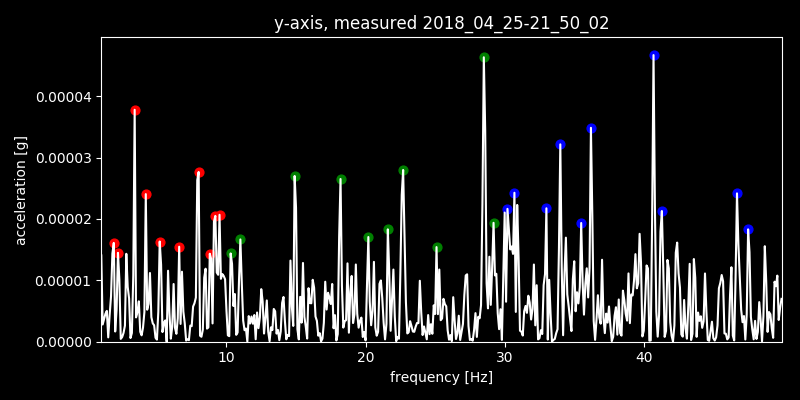 y-axis, measured 2018_04_25-21_50_02
acceleration [g]
0.00004
0.00003
0.00002
0.00001
0.00000
10 20 30 40
frequency [Hz]